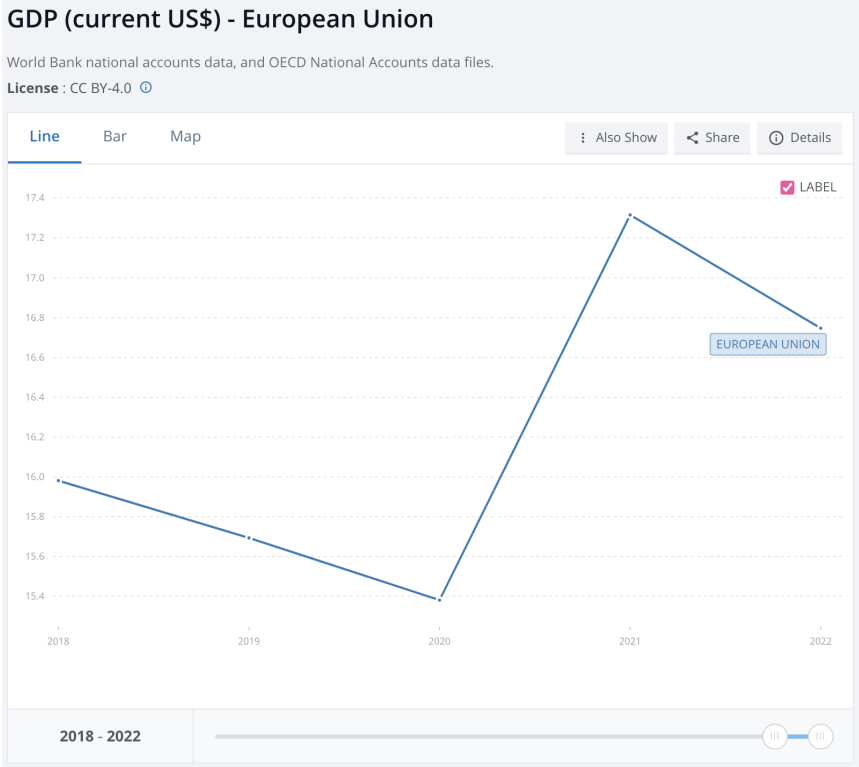 GDP (current US$) - European Union
World Bank national accounts data, and OECD National Accounts data files.
License : CC BY-4.0
Line Bar Map Also Show Share Details
LABEL
17.4
17.2
17.0
16.8
EUROPEAN UNION
16.6
16.4
16.2
16.0
15.8
15.6
15.4
2018 2019 2020 2021 2022
2018 - 2022